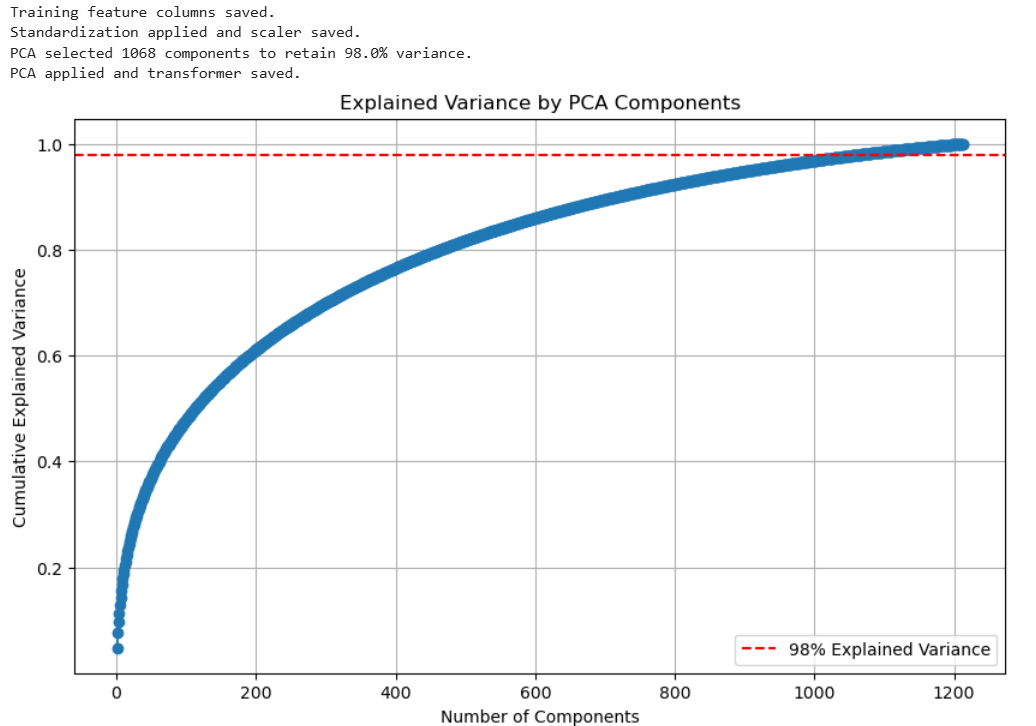 Training feature columns saved.
Standardization applied and scaler saved.
PCA selected 1068 components to retain 98.0% variance.
PCA applied and transformer saved.
Explained Variance by PCA Components
Cumulative Explained Variance
1.0
0.8
0.6
0.4
0.2
98% Explained Variance
0 200 400 600 800 1000 1200
Number of Components